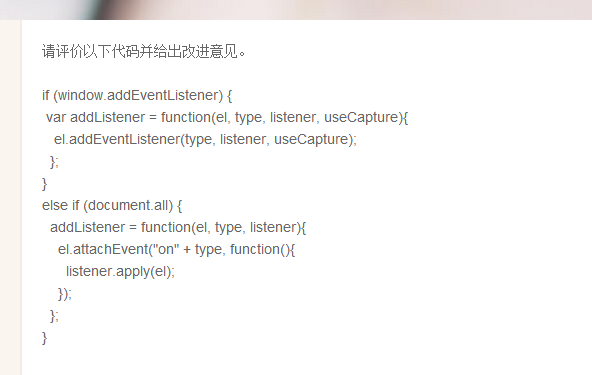 请评价以下代码并给出改进意见。
if (window.addEventListener) {
var addListener = function(el, type, listener, useCapture){
el.addEventListener(type, listener, useCapture);
};
}
else if (document.all) {
addListener = function(el, type, listener){
el.attachEvent("on" + type, function(){
listener.apply(el);
});
};
}